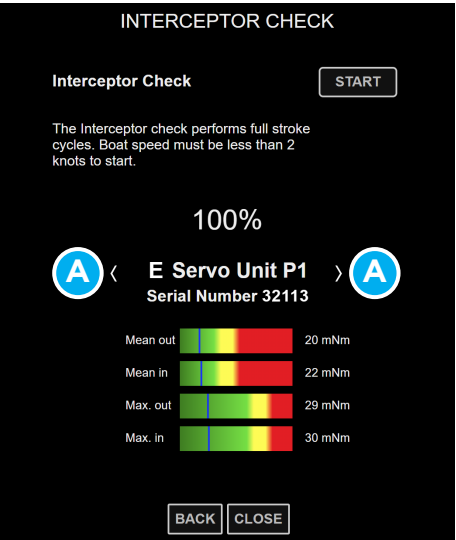 INTERCEPTOR CHECK
Interceptor Check
START
The Interceptor check performs full stroke
cycles. Boat speed must be less than 2
knots to start.
100%
A ‹ E Servo Unit P1 › A
Serial Number 32113
Mean out 20 mNm
Mean in 22 mNm
Max. out 29 mNm
Max. in 30 mNm
BACK CLOSE